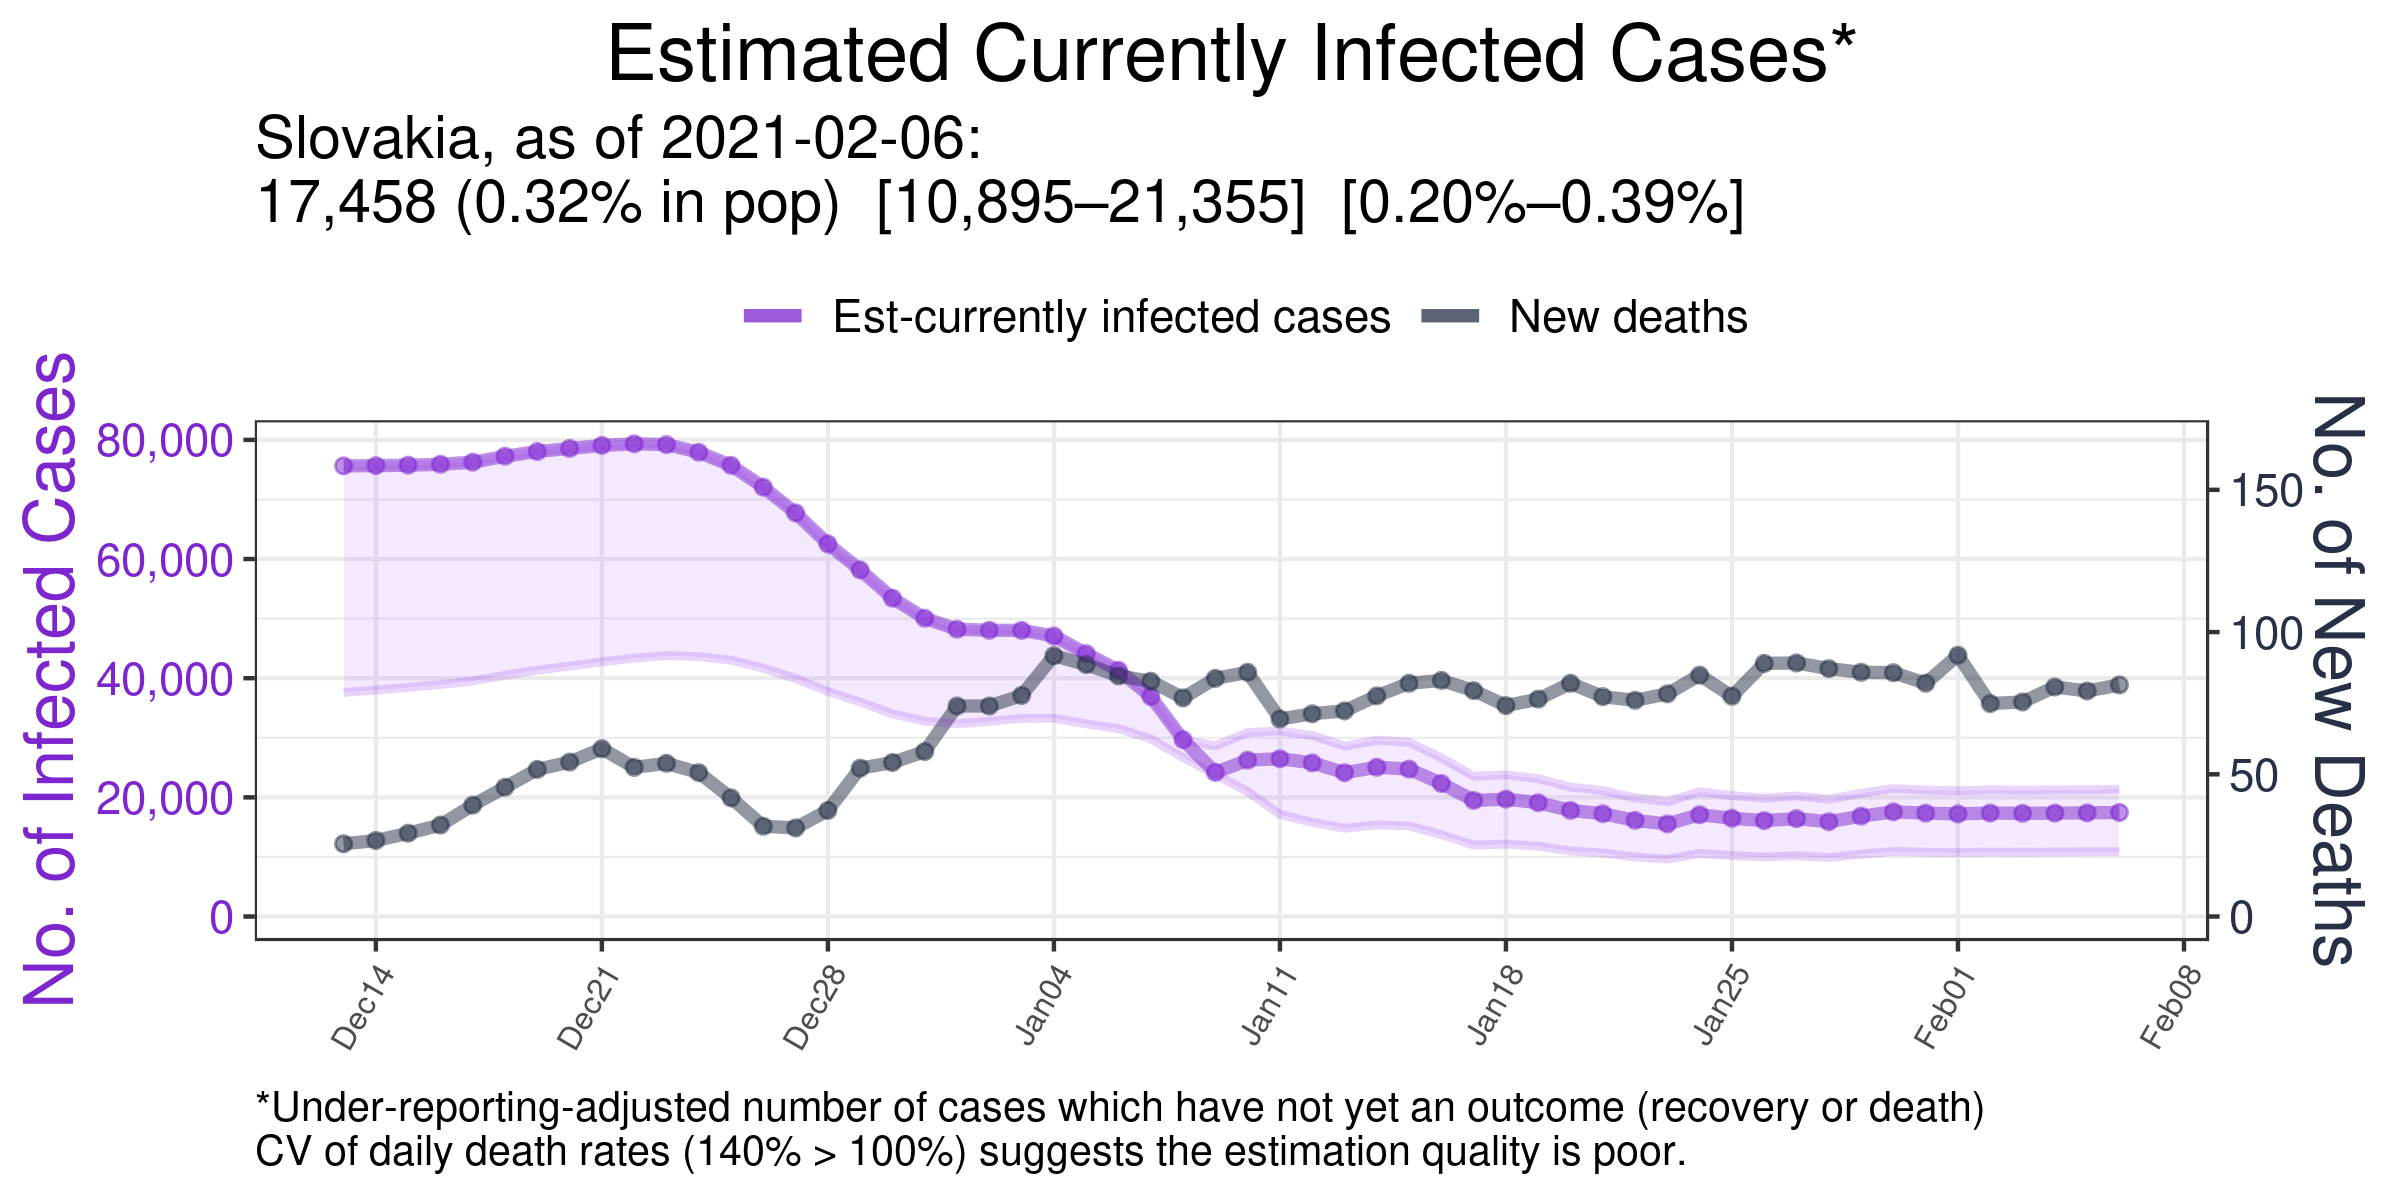 Estimated Currently Infected Cases*
Slovakia, as of 2021-02-06:
17,458 (0.32% in pop)  [10,895–21,355]  [0.20%–0.39%]
Est-currently infected cases
New deaths
No. of Infected Cases
80,000
60,000
40,000
20,000
0
150
100
50
0
No. of New Deaths
Dec14
Dec21
Dec28
Jan04
Jan11
Jan18
Jan25
Feb01
Feb08
*Under-reporting-adjusted number of cases which have not yet an outcome (recovery or death)
CV of daily death rates (140% > 100%) suggests the estimation quality is poor.